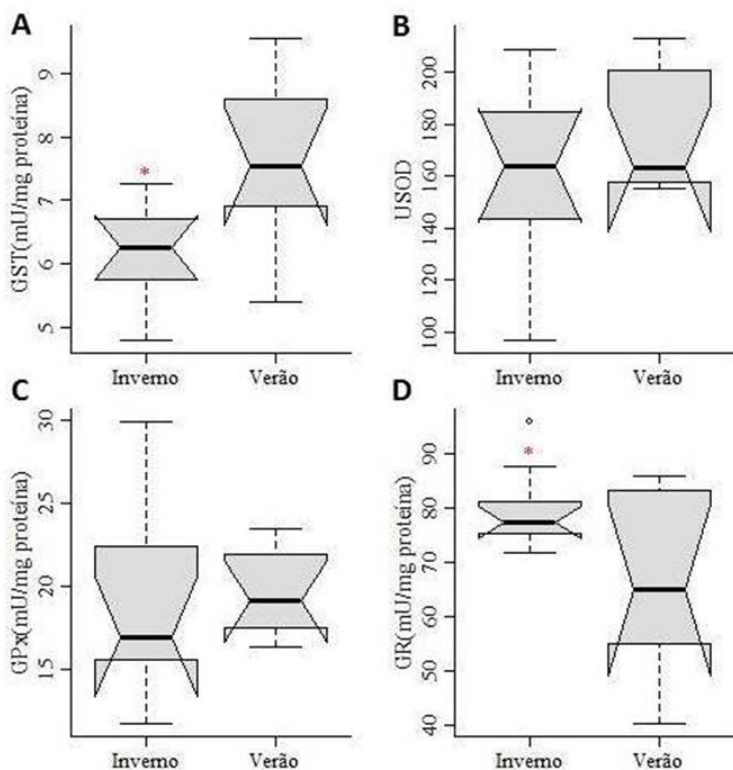 A
GST(mU/mg proteína)
9
8
7
6
5
*
Inverno Verão
B
USOD
200
180
160
140
120
100
Inverno Verão
C
GPx(mU/mg proteína)
30
25
20
15
Inverno Verão
D
GR(mU/mg proteína)
90
80
70
60
50
40
*
Inverno Verão